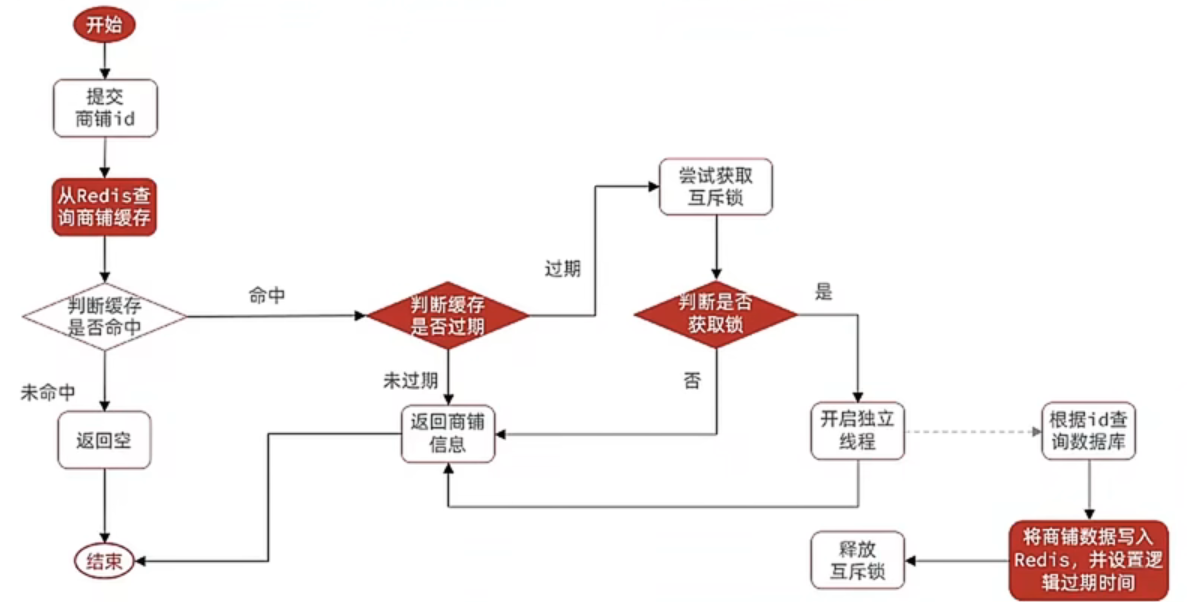 开始
提交
商铺id
从Redis查
询商铺缓存
判断缓存
是否命中
命中
未命中
返回空
结束
判断缓存
是否过期
过期
未过期
返回商铺
信息
尝试获取
互斥锁
判断是否
获取锁
是
否
开启独立
线程
根据id查
询数据库
将商铺数据写入
Redis，并设置逻
辑过期时间
释放
互斥锁